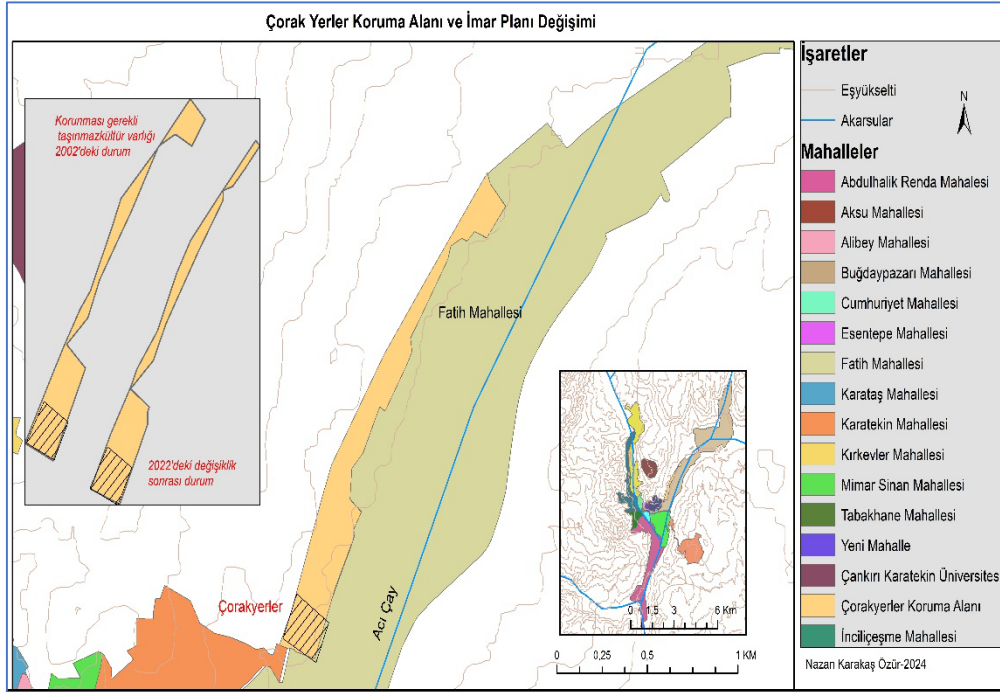 Çorak Yerler Koruma Alanı ve İmar Planı Değişimi
Korunması gerekli
taşınmazkültür varlığı
2002'deki durum
2022'deki değişiklik
sonrası durum
Fatih Mahallesi
Çorakyerler
Acı Çay
0 1,5 3 6 Km
0 0,25 0,5 1 KM
İşaretler
Eşyükselti
Akarsular
N
Mahalleler
Abdulhalik Renda Mahalesi
Aksu Mahallesi
Alibey Mahallesi
Buğdaypazarı Mahallesi
Cumhuriyet Mahallesi
Esentepe Mahallesi
Fatih Mahallesi
Karataş Mahallesi
Karatekin Mahallesi
Kırkevler Mahallesi
Mimar Sinan Mahallesi
Tabakhane Mahallesi
Yeni Mahalle
Çankırı Karatekin Üniversites
Çorakyerler Koruma Alanı
İnciliçeşme Mahallesi
Nazan Karakaş Özür-2024